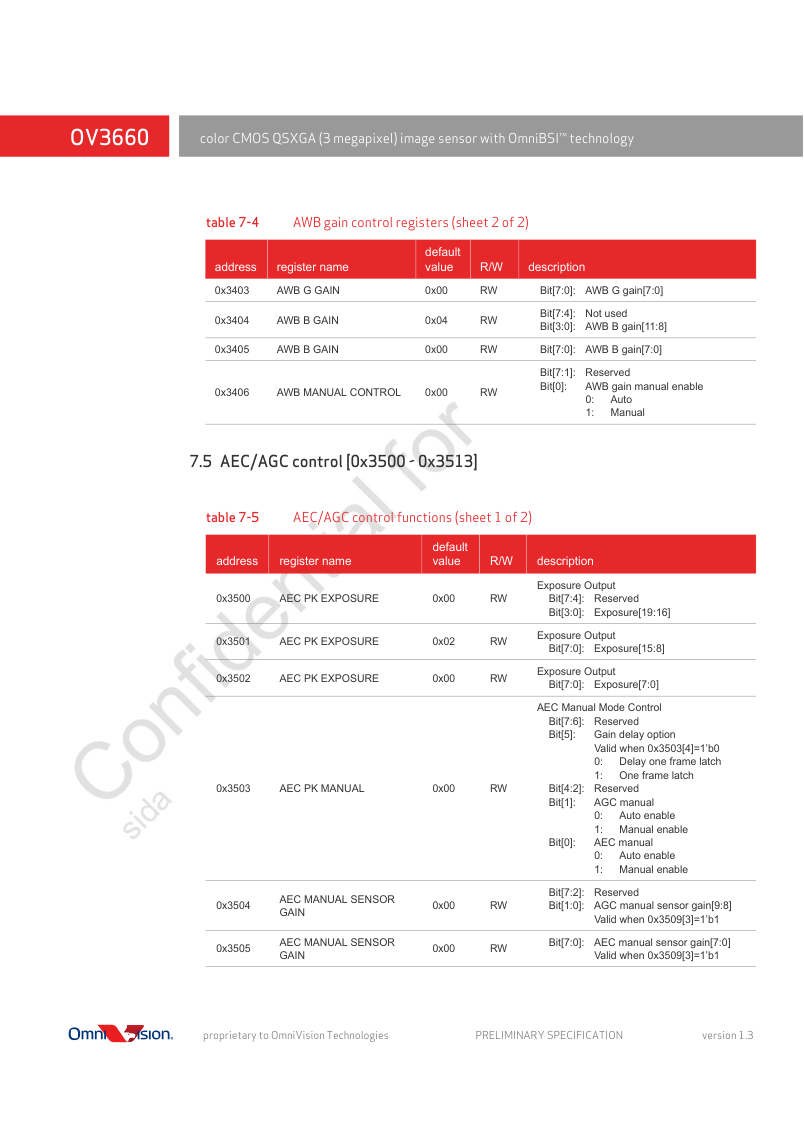 OV3660
color CMOS QSXGA (3 megapixel) image sensor with OmniBSI™ technology
table 7-4 AWB gain control registers (sheet 2 of 2)
address register name default value R/W description
0x3403 AWB G GAIN 0x00 RW Bit[7:0]: AWB G gain[7:0]
0x3404 AWB B GAIN 0x04 RW Bit[7:4]: Not used
Bit[3:0]: AWB B gain[11:8]
0x3405 AWB B GAIN 0x00 RW Bit[7:0]: AWB B gain[7:0]
0x3406 AWB MANUAL CONTROL 0x00 RW Bit[7:1]: Reserved
Bit[0]: AWB gain manual enable
0: Auto
1: Manual
7.5 AEC/AGC control [0x3500 - 0x3513]
table 7-5 AEC/AGC control functions (sheet 1 of 2)
address register name default value R/W description
0x3500 AEC PK EXPOSURE 0x00 RW Exposure Output
Bit[7:4]: Reserved
Bit[3:0]: Exposure[19:16]
0x3501 AEC PK EXPOSURE 0x02 RW Exposure Output
Bit[7:0]: Exposure[15:8]
0x3502 AEC PK EXPOSURE 0x00 RW Exposure Output
Bit[7:0]: Exposure[7:0]
0x3503 AEC PK MANUAL 0x00 RW AEC Manual Mode Control
Bit[7:6]: Reserved
Bit[5]: Gain delay option
Valid when 0x3503[4]=1'b0
0: Delay one frame latch
1: One frame latch
Bit[4:2]: Reserved
Bit[1]: AGC manual
0: Auto enable
1: Manual enable
Bit[0]: AEC manual
0: Auto enable
1: Manual enable
0x3504 AEC MANUAL SENSOR GAIN 0x00 RW Bit[7:2]: Reserved
Bit[1:0]: AGC manual sensor gain[9:8]
Valid when 0x3509[3]=1'b1
0x3505 AEC MANUAL SENSOR GAIN 0x00 RW Bit[7:0]: AEC manual sensor gain[7:0]
Valid when 0x3509[3]=1'b1
Confidential for
sida
OmniVision
proprietary to OmniVision Technologies PRELIMINARY SPECIFICATION version 1.3